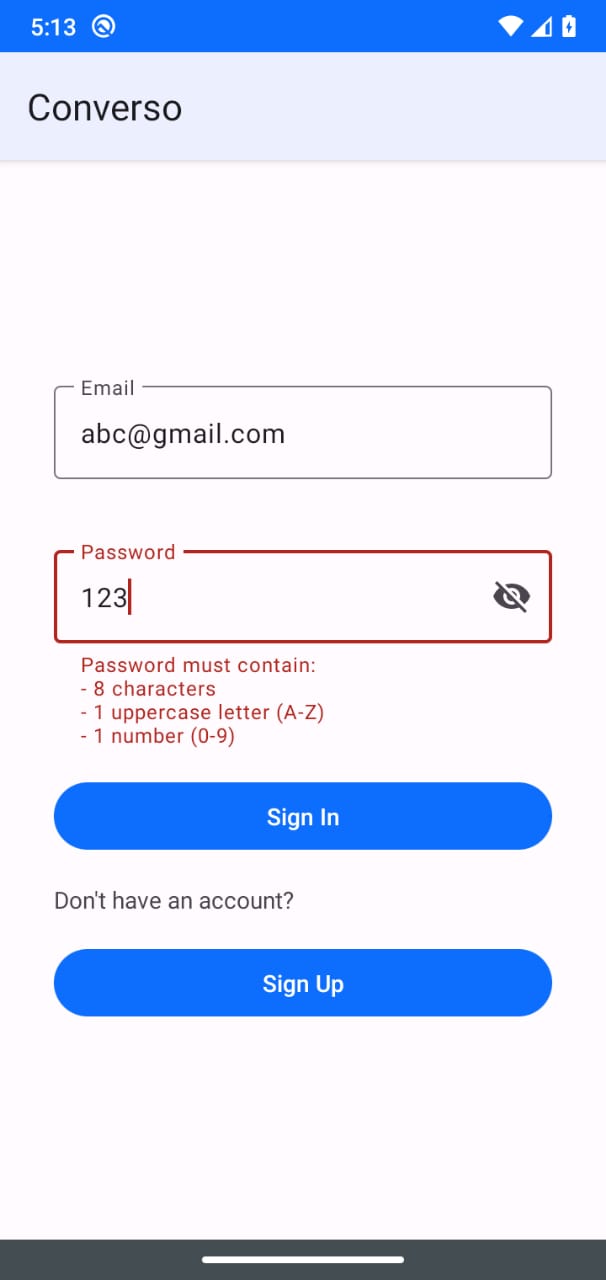 5:13
Converso
Email
abc@gmail.com
Password
123
Password must contain:
- 8 characters
- 1 uppercase letter (A-Z)
- 1 number (0-9)
Sign In
Don't have an account?
Sign Up